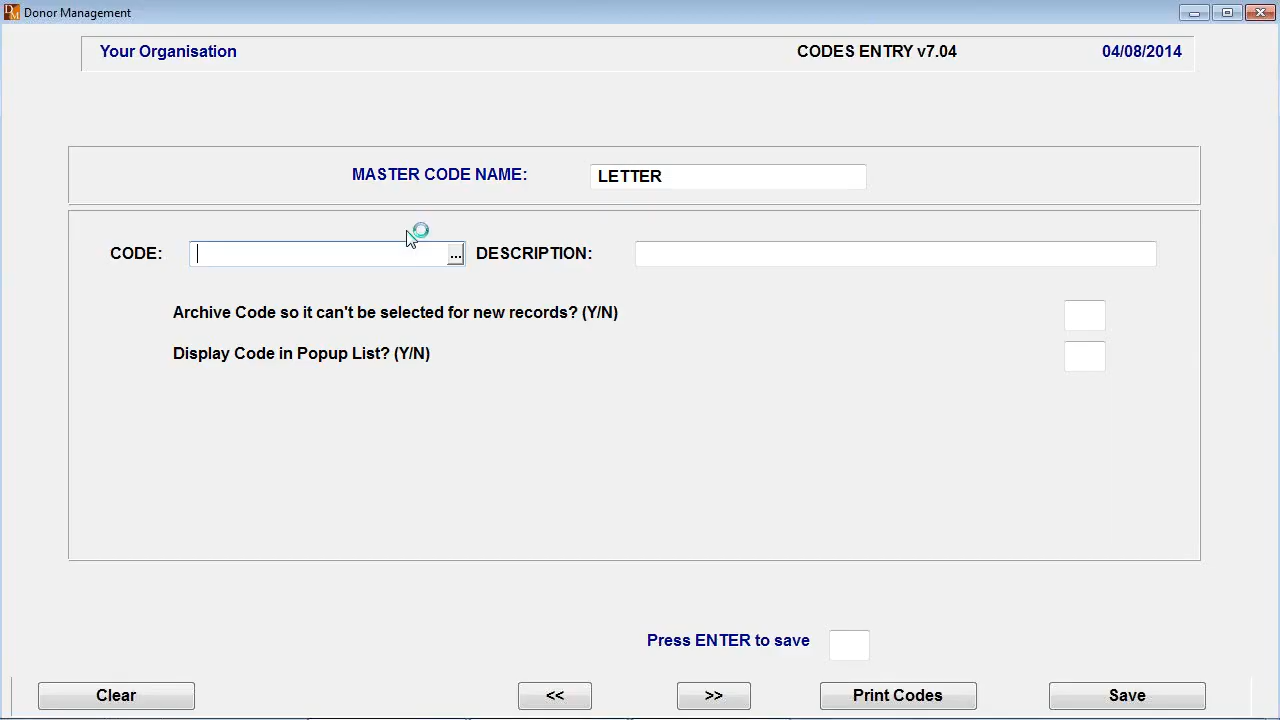 Donor Management
Your Organisation CODES ENTRY v7.04 04/08/2014
MASTER CODE NAME: LETTER
CODE: ... DESCRIPTION:
Archive Code so it can't be selected for new records? (Y/N)
Display Code in Popup List? (Y/N)
Press ENTER to save
Clear << >> Print Codes Save